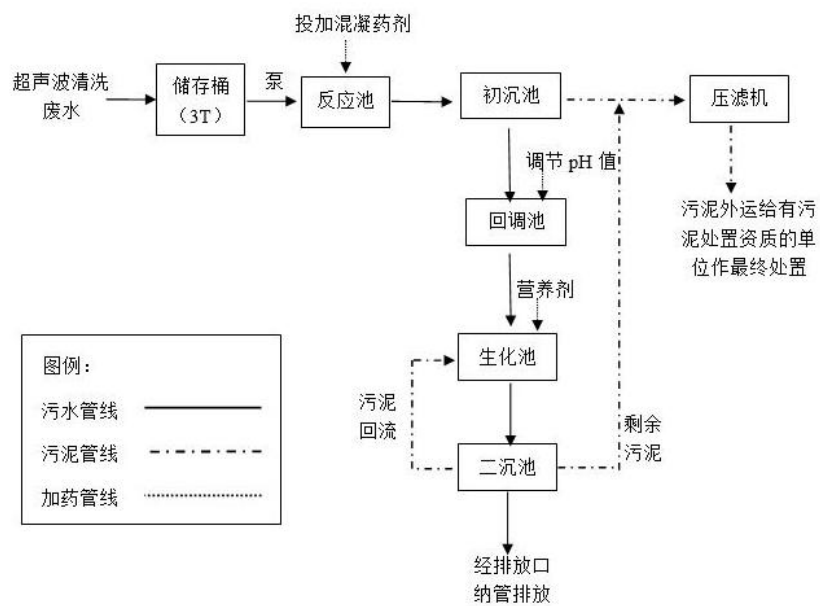 投加混凝药剂
超声波清洗
废水
储存桶
（3T）
泵
反应池
初沉池
压滤机
调节 pH 值
回调池
污泥外运给有污
泥处置资质的单
位作最终处置
营养剂
生化池
图例：
污水管线
污泥管线
加药管线
污泥
回流
剩余
污泥
二沉池
经排放口
纳管排放